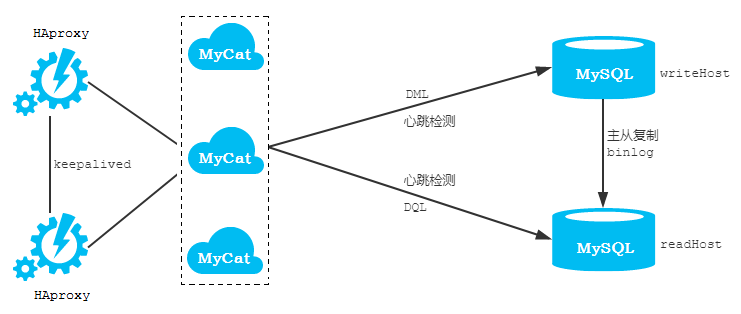 HAproxy
MyCat
MySQL
writeHost
DML
心跳检测
主从复制
binlog
keepalived
MyCat
心跳检测
DQL
MySQL
readHost
MyCat
HAproxy